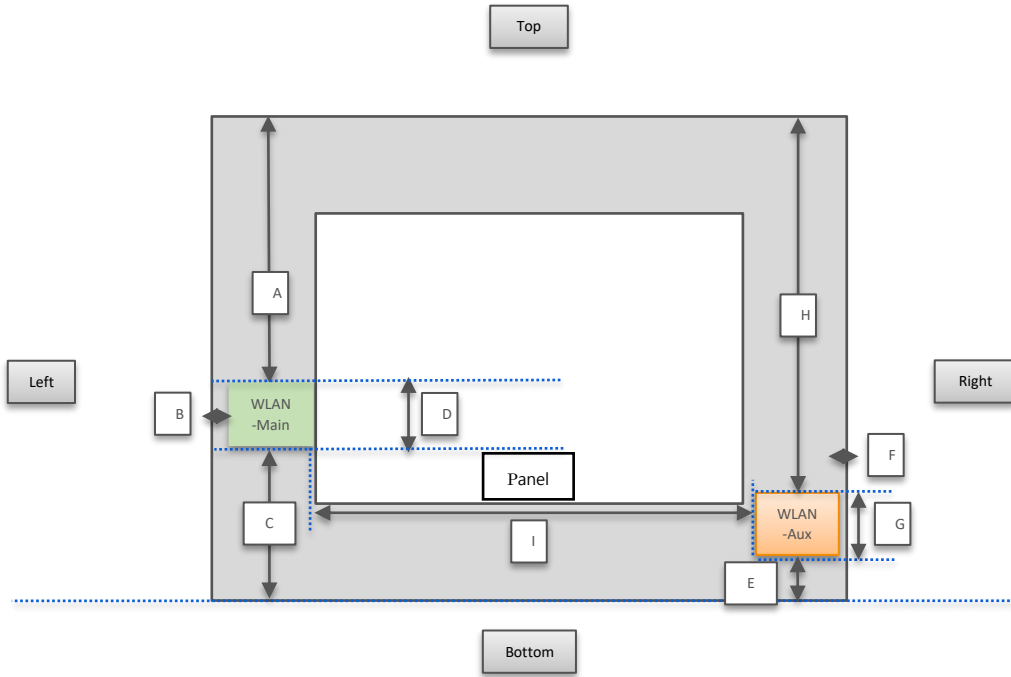 Top
A
H
Left
Right
WLAN
-Main
B
D
F
Panel
WLAN
-Aux
C
G
I
E
Bottom